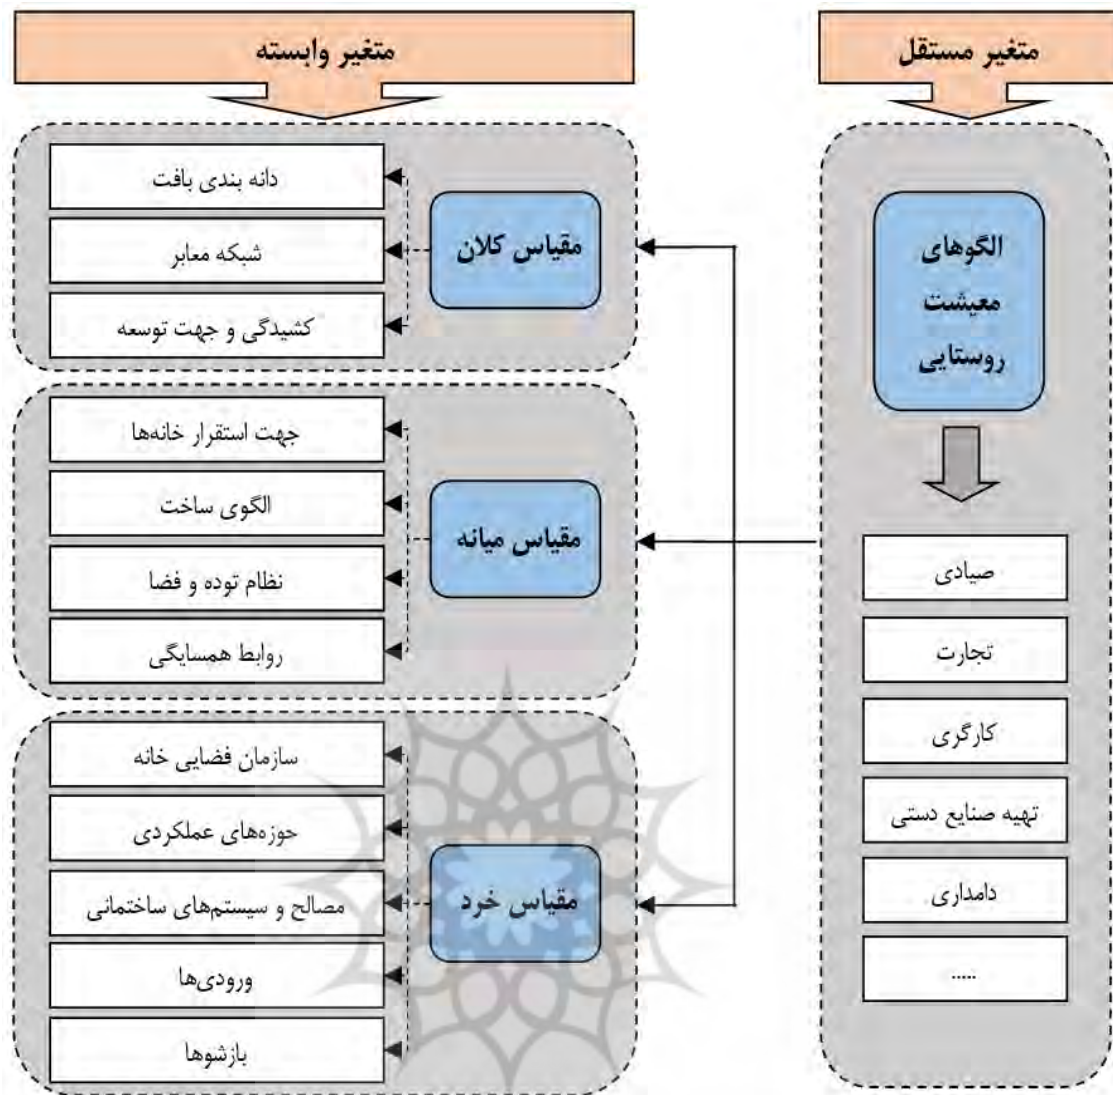 متغیر مستقل
الگوهای
معیشت
روستایی
صیادی
تجارت
کارگری
تهیه صنایع دستی
دامداری
.....
متغیر وابسته
مقیاس کلان
دانه بندی بافت
شبکه معابر
کشیدگی و جهت توسعه
مقیاس میانه
جهت استقرار خانه‌ها
الگوی ساخت
نظام توده و فضا
روابط همسایگی
مقیاس خرد
سازمان فضایی خانه
حوزه‌های عملکردی
مصالح و سیستم‌های ساختمانی
ورودی‌ها
بازشوها